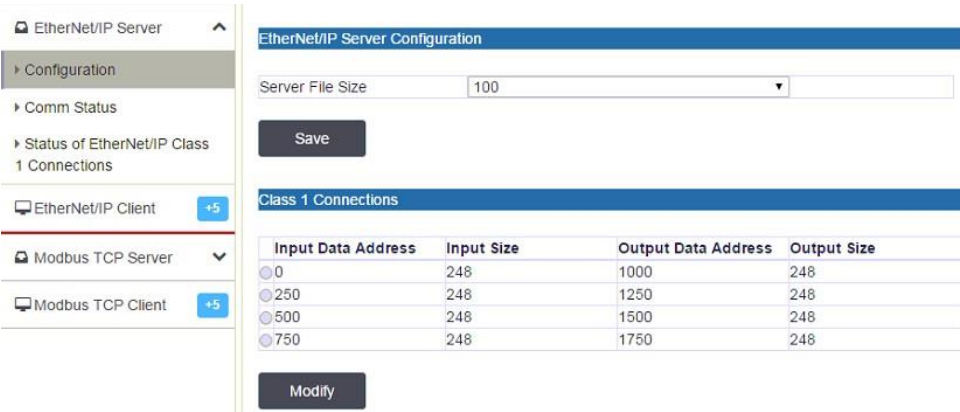 EtherNet/IP Server
Configuration
Comm Status
Status of EtherNet/IP Class
1 Connections
EtherNet/IP Client +5
Modbus TCP Server
Modbus TCP Client +5
EtherNet/IP Server Configuration
Server File Size 100
Save
Class 1 Connections
Input Data Address Input Size Output Data Address Output Size
0 248 1000 248
250 248 1250 248
500 248 1500 248
750 248 1750 248
Modify